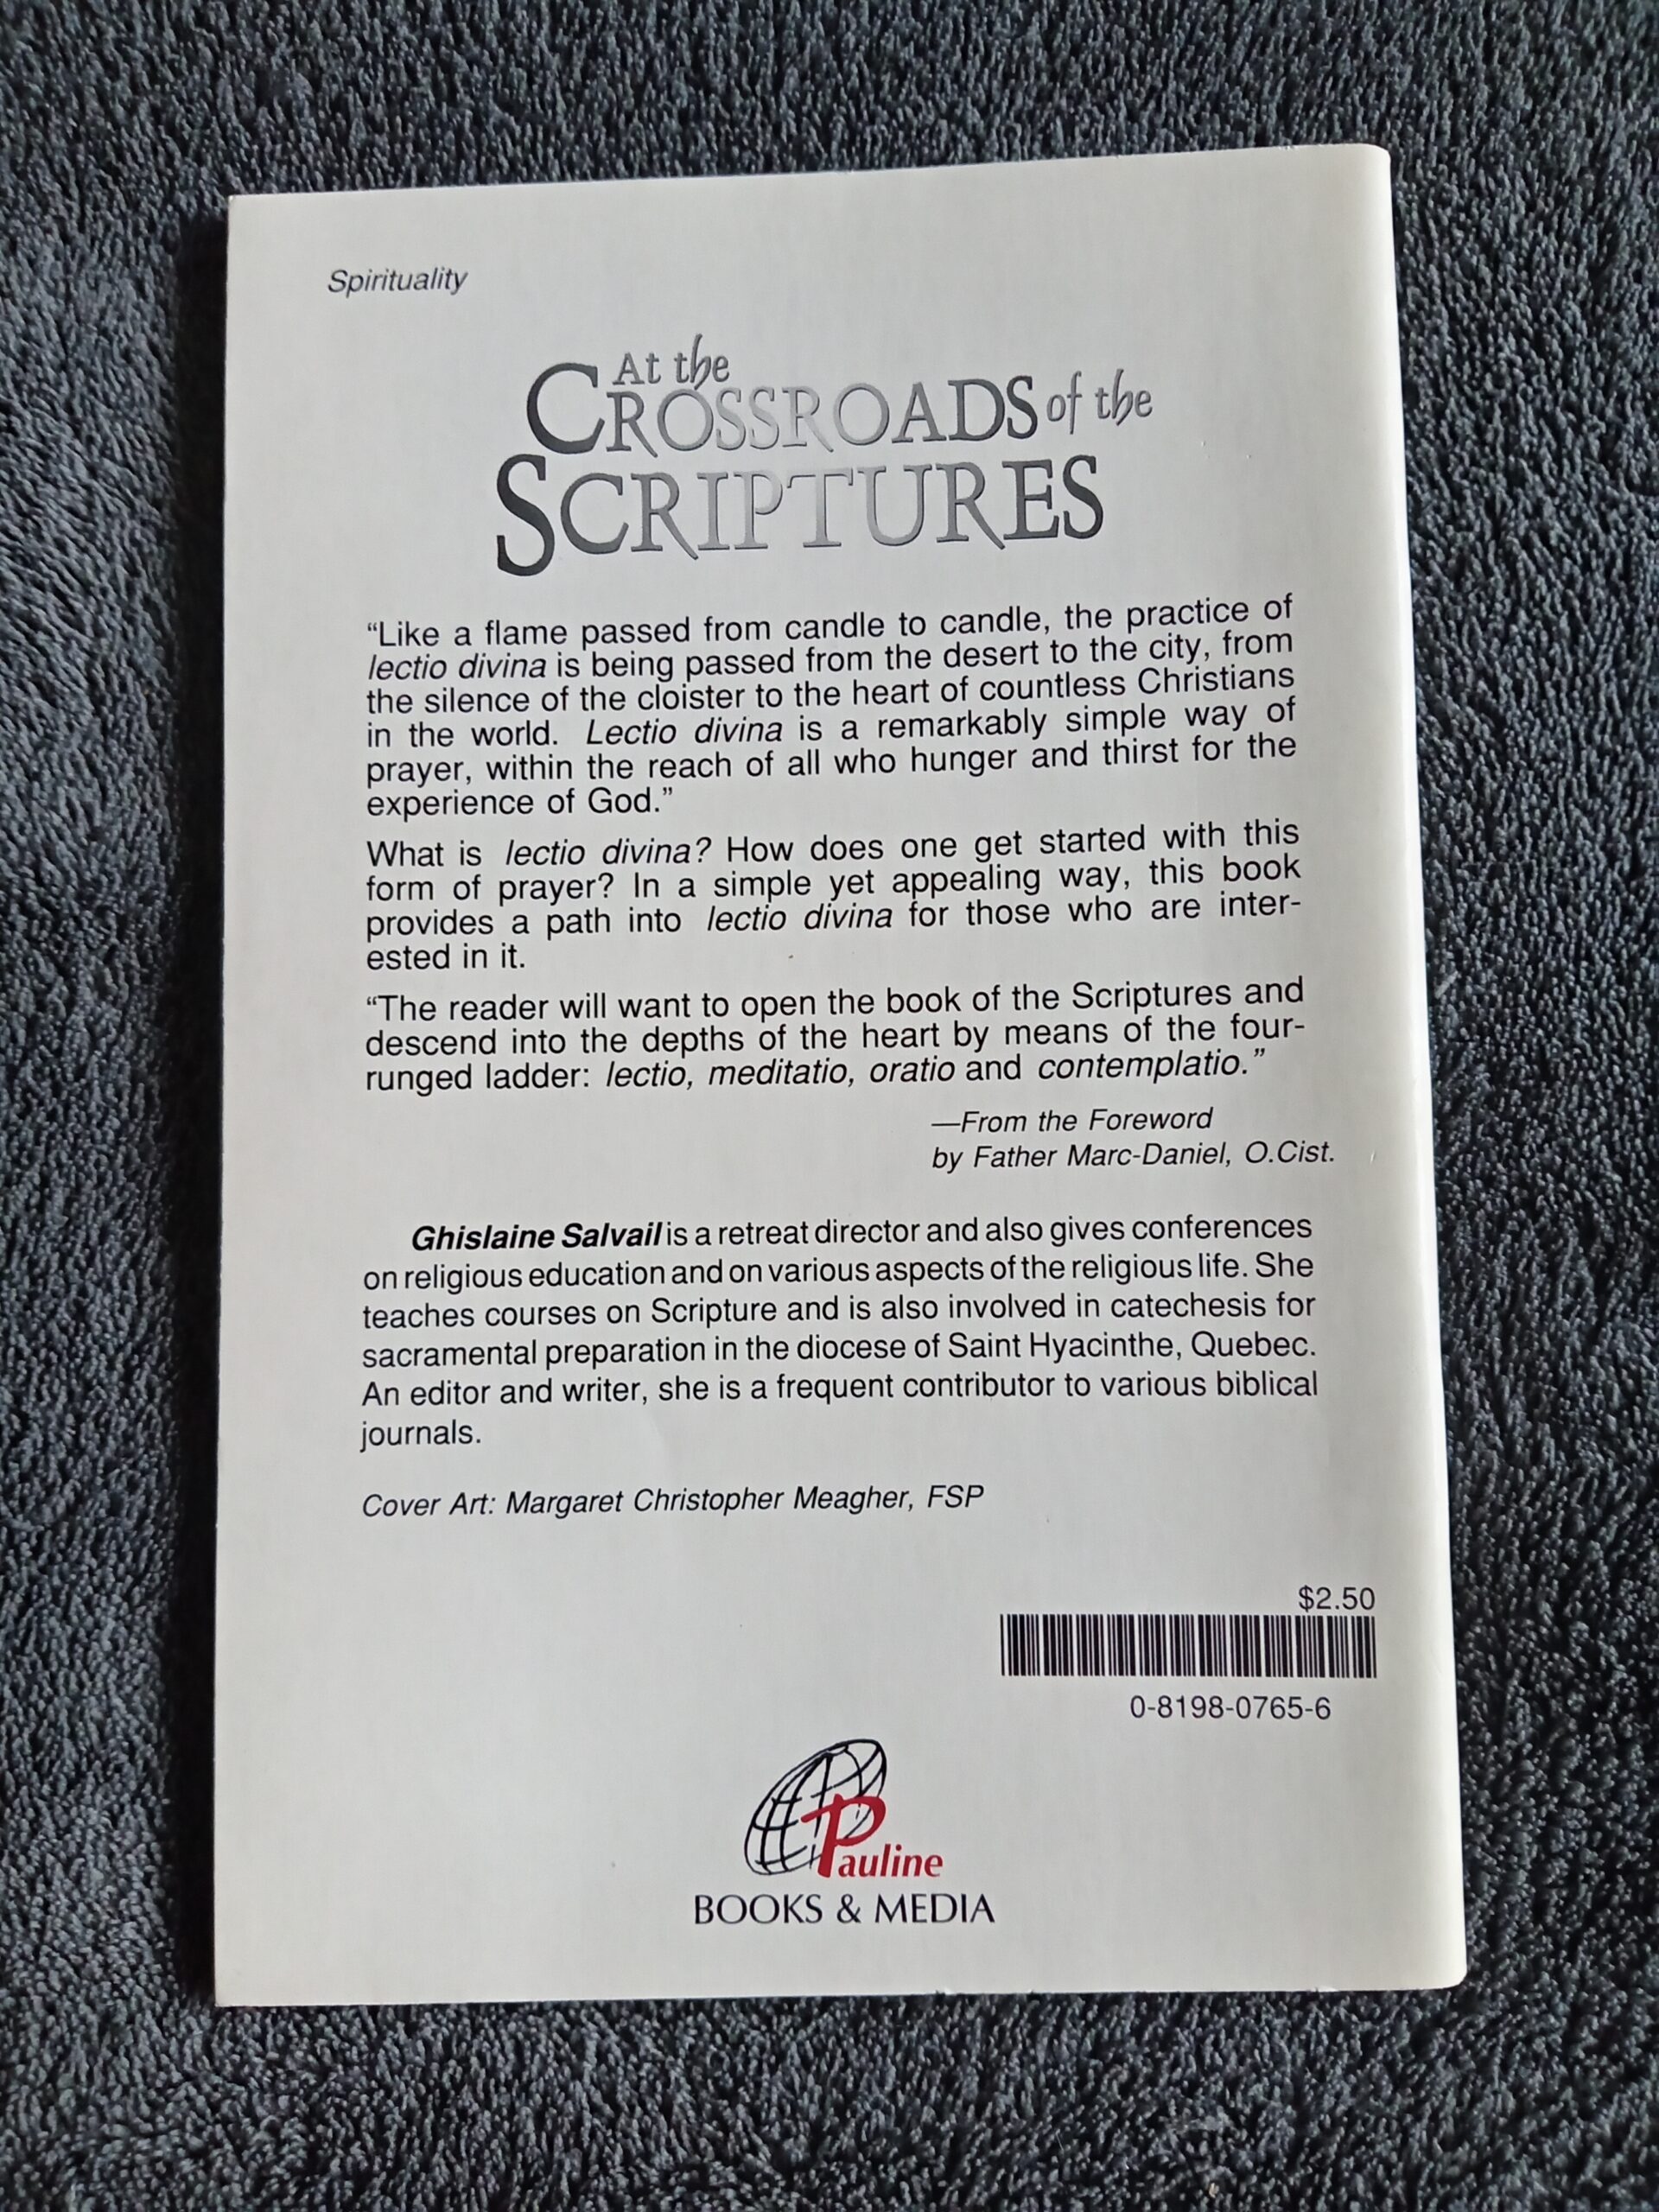 Spirituality
At the
CROSSROADS of the
SCRIPTURES
“Like a flame passed from candle to candle, the practice of
lectio divina is being passed from the desert to the city, from
the silence of the cloister to the heart of countless Christians
in the world. Lectio divina is a remarkably simple way of
prayer, within the reach of all who hunger and thirst for the
experience of God.”
What is lectio divina? How does one get started with this
form of prayer? In a simple yet appealing way, this book
provides a path into lectio divina for those who are inter-
ested in it.
“The reader will want to open the book of the Scriptures and
descend into the depths of the heart by means of the four-
runged ladder: lectio, meditatio, oratio and contemplatio.”
—From the Foreword
by Father Marc-Daniel, O.Cist.
Ghislaine Salvail is a retreat director and also gives conferences
on religious education and on various aspects of the religious life. She
teaches courses on Scripture and is also involved in catechesis for
sacramental preparation in the diocese of Saint Hyacinthe, Quebec.
An editor and writer, she is a frequent contributor to various biblical
journals.
Cover Art: Margaret Christopher Meagher, FSP
$2.50
0-8198-0765-6
Pauline
BOOKS & MEDIA